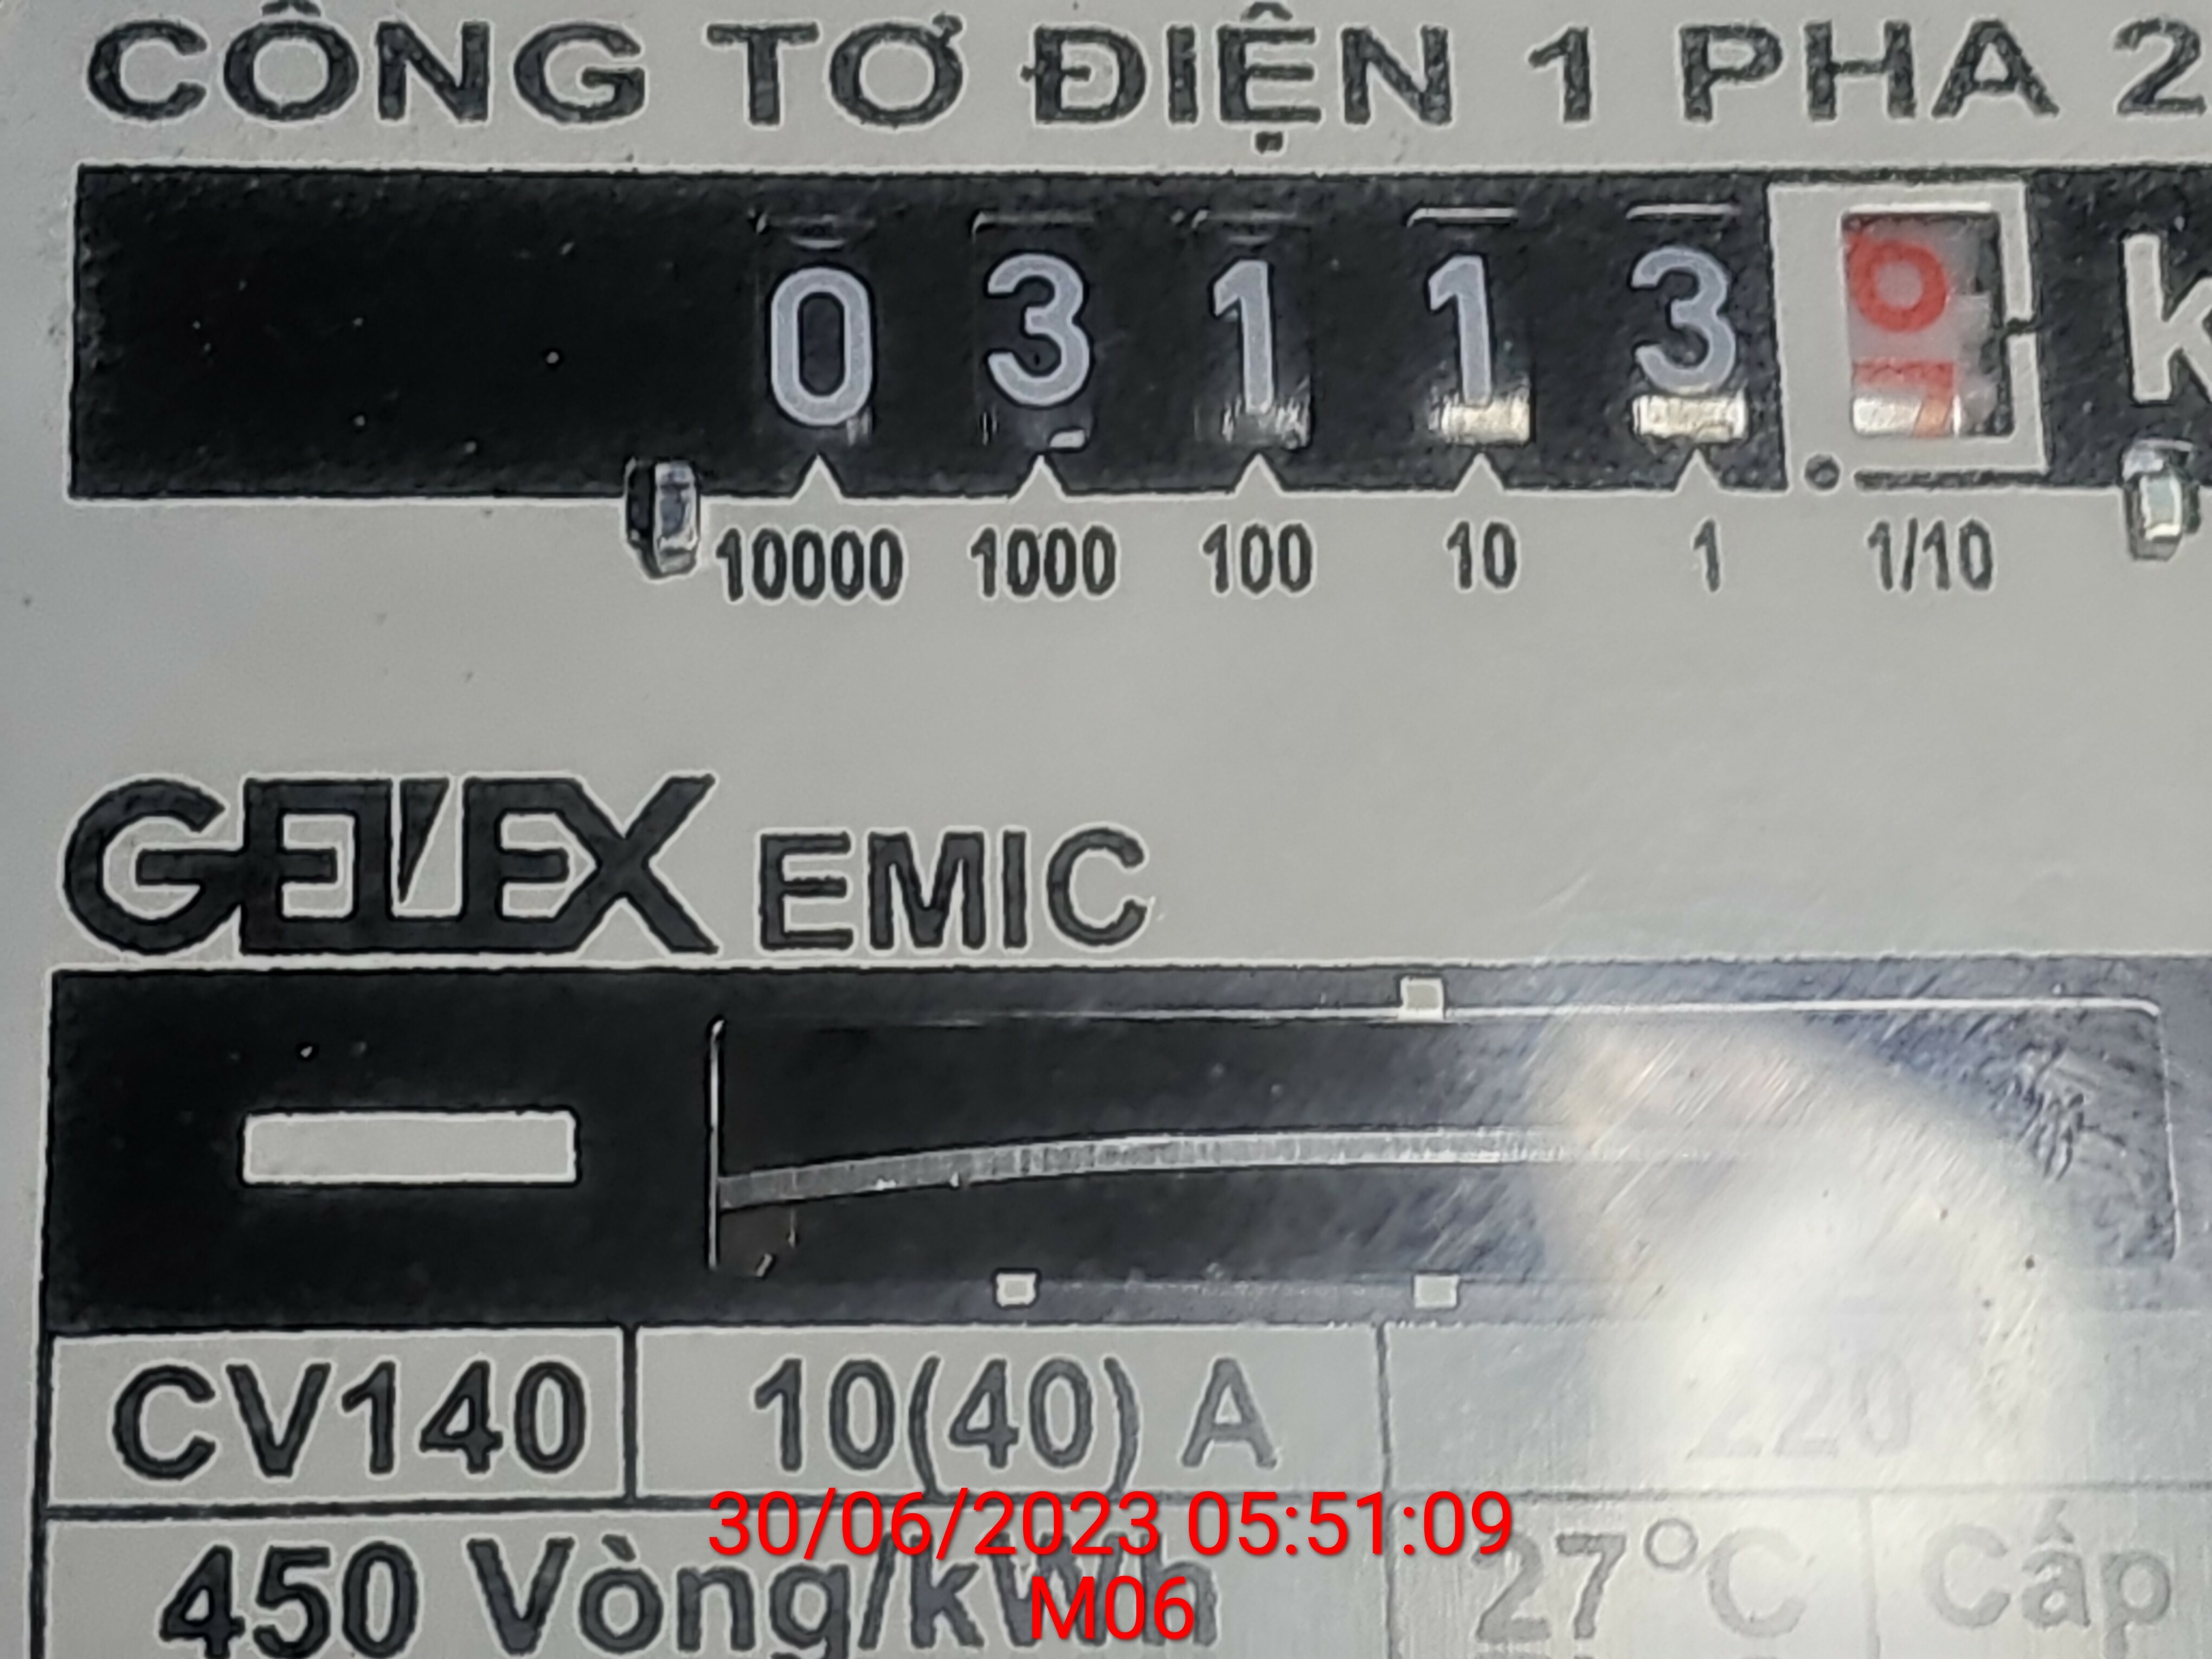 CÔNG TƠ ĐIỆN 1 PHA 2
0 3 1 1 3 k
10000 1000 100 10 1 1/10
GELEX EMIC
CV140 10(40) A 220
30/06/2023 05:51:09
450 Vòng/kWh 27°C Cấp
M06